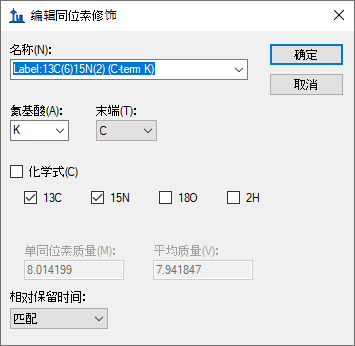 编辑同位素修饰
名称(N):
Label:13C(6)15N(2) (C-term K)
确定
取消
氨基酸(A):
末端(T):
K
C
化学式(C)
13C
15N
18O
2H
单同位素质量(M):
平均质量(V):
8.014199
7.941847
相对保留时间:
匹配